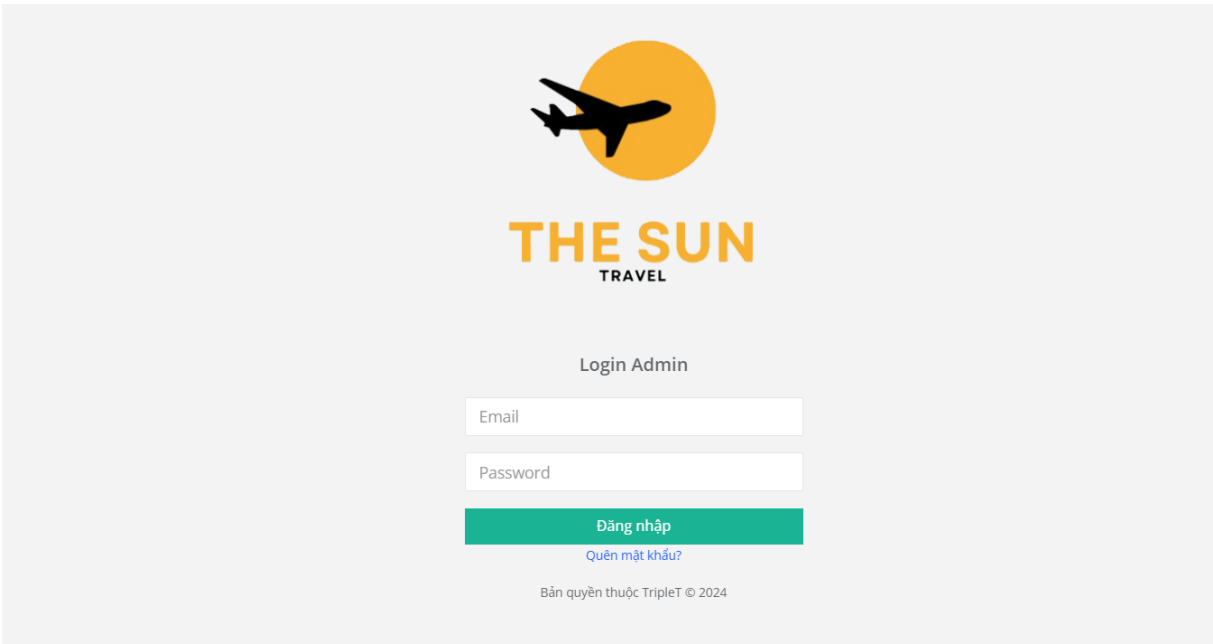 THE SUN
TRAVEL
Login Admin
Email
Password
Đăng nhập
Quên mật khẩu?
Bản quyền thuộc TripleT © 2024